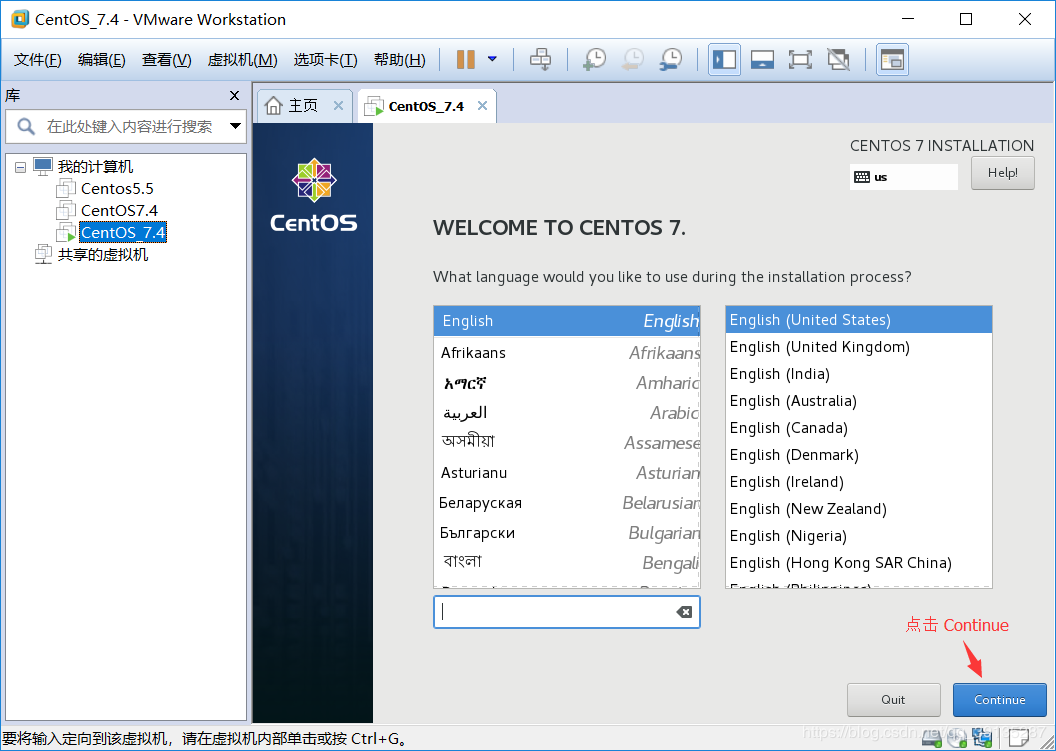 CentOS_7.4 - VMware Workstation
文件(F) 编辑(E) 查看(V) 虚拟机(M) 选项卡(T) 帮助(H)
库
在此处键入内容进行搜索
我的计算机
Centos5.5
CentOS7.4
CentOS_7.4
共享的虚拟机
主页
CentOS_7.4
CentOS
CENTOS 7 INSTALLATION
us
Help!
WELCOME TO CENTOS 7.
What language would you like to use during the installation process?
English English
Afrikaans Afrikaans
አማርኛ Amharic
العربية Arabic
অসমীয়া Assamese
Asturianu Asturian
Беларуская Belarusian
Български Bulgarian
বাংলা Bengali
English (United States)
English (United Kingdom)
English (India)
English (Australia)
English (Canada)
English (Denmark)
English (Ireland)
English (New Zealand)
English (Nigeria)
English (Hong Kong SAR China)
English (Philippines)
点击 Continue
Quit
Continue
要将输入定向到该虚拟机，请在虚拟机内部单击或按 Ctrl+G。